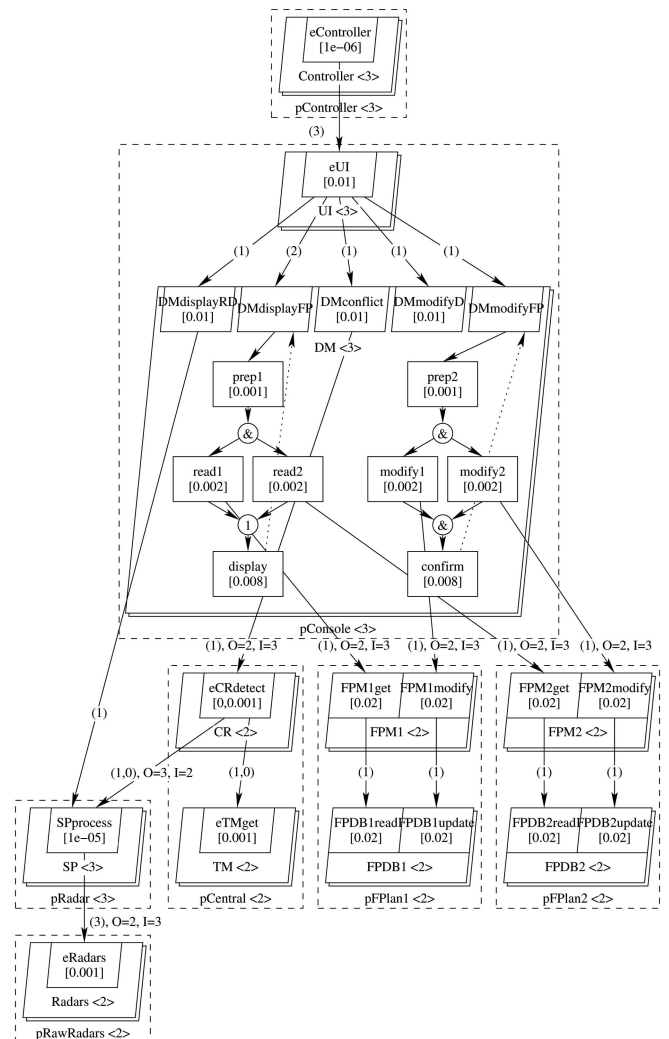 eController
[1e−06]
Controller <3>
pController <3>
(3)
eUI
[0.01]
UI <3>
(1)
(2)
(1)
(1)
(1)
DMdisplayRD
[0.01]
DMdisplayFP
DMconflict
[0.01]
DMmodifyD
[0.01]
DMmodifyFP
DM <3>
prep1
[0.001]
prep2
[0.001]
&
&
read1
[0.002]
read2
[0.002]
modify1
[0.002]
modify2
[0.002]
1
&
display
[0.008]
confirm
[0.008]
pConsole <3>
(1), O=2, I=3
(1), O=2, I=3
(1), O=2, I=3
(1), O=2, I=3
(1), O=2, I=3
eCRdetect
[0,0.001]
CR <2>
FPM1get
[0.02]
FPM1modify
[0.02]
FPM1 <2>
FPM2get
[0.02]
FPM2modify
[0.02]
FPM2 <2>
(1)
(1,0), O=3, I=2
(1,0)
(1)
(1)
(1)
(1)
SPprocess
[1e−05]
SP <3>
pRadar <3>
eTMget
[0.001]
TM <2>
pCentral <2>
FPDB1read
[0.02]
FPDB1update
[0.02]
FPDB1 <2>
pFPlan1 <2>
FPDB2read
[0.02]
FPDB2update
[0.02]
FPDB2 <2>
pFPlan2 <2>
(3), O=2, I=3
eRadars
[0.001]
Radars <2>
pRawRadars <2>